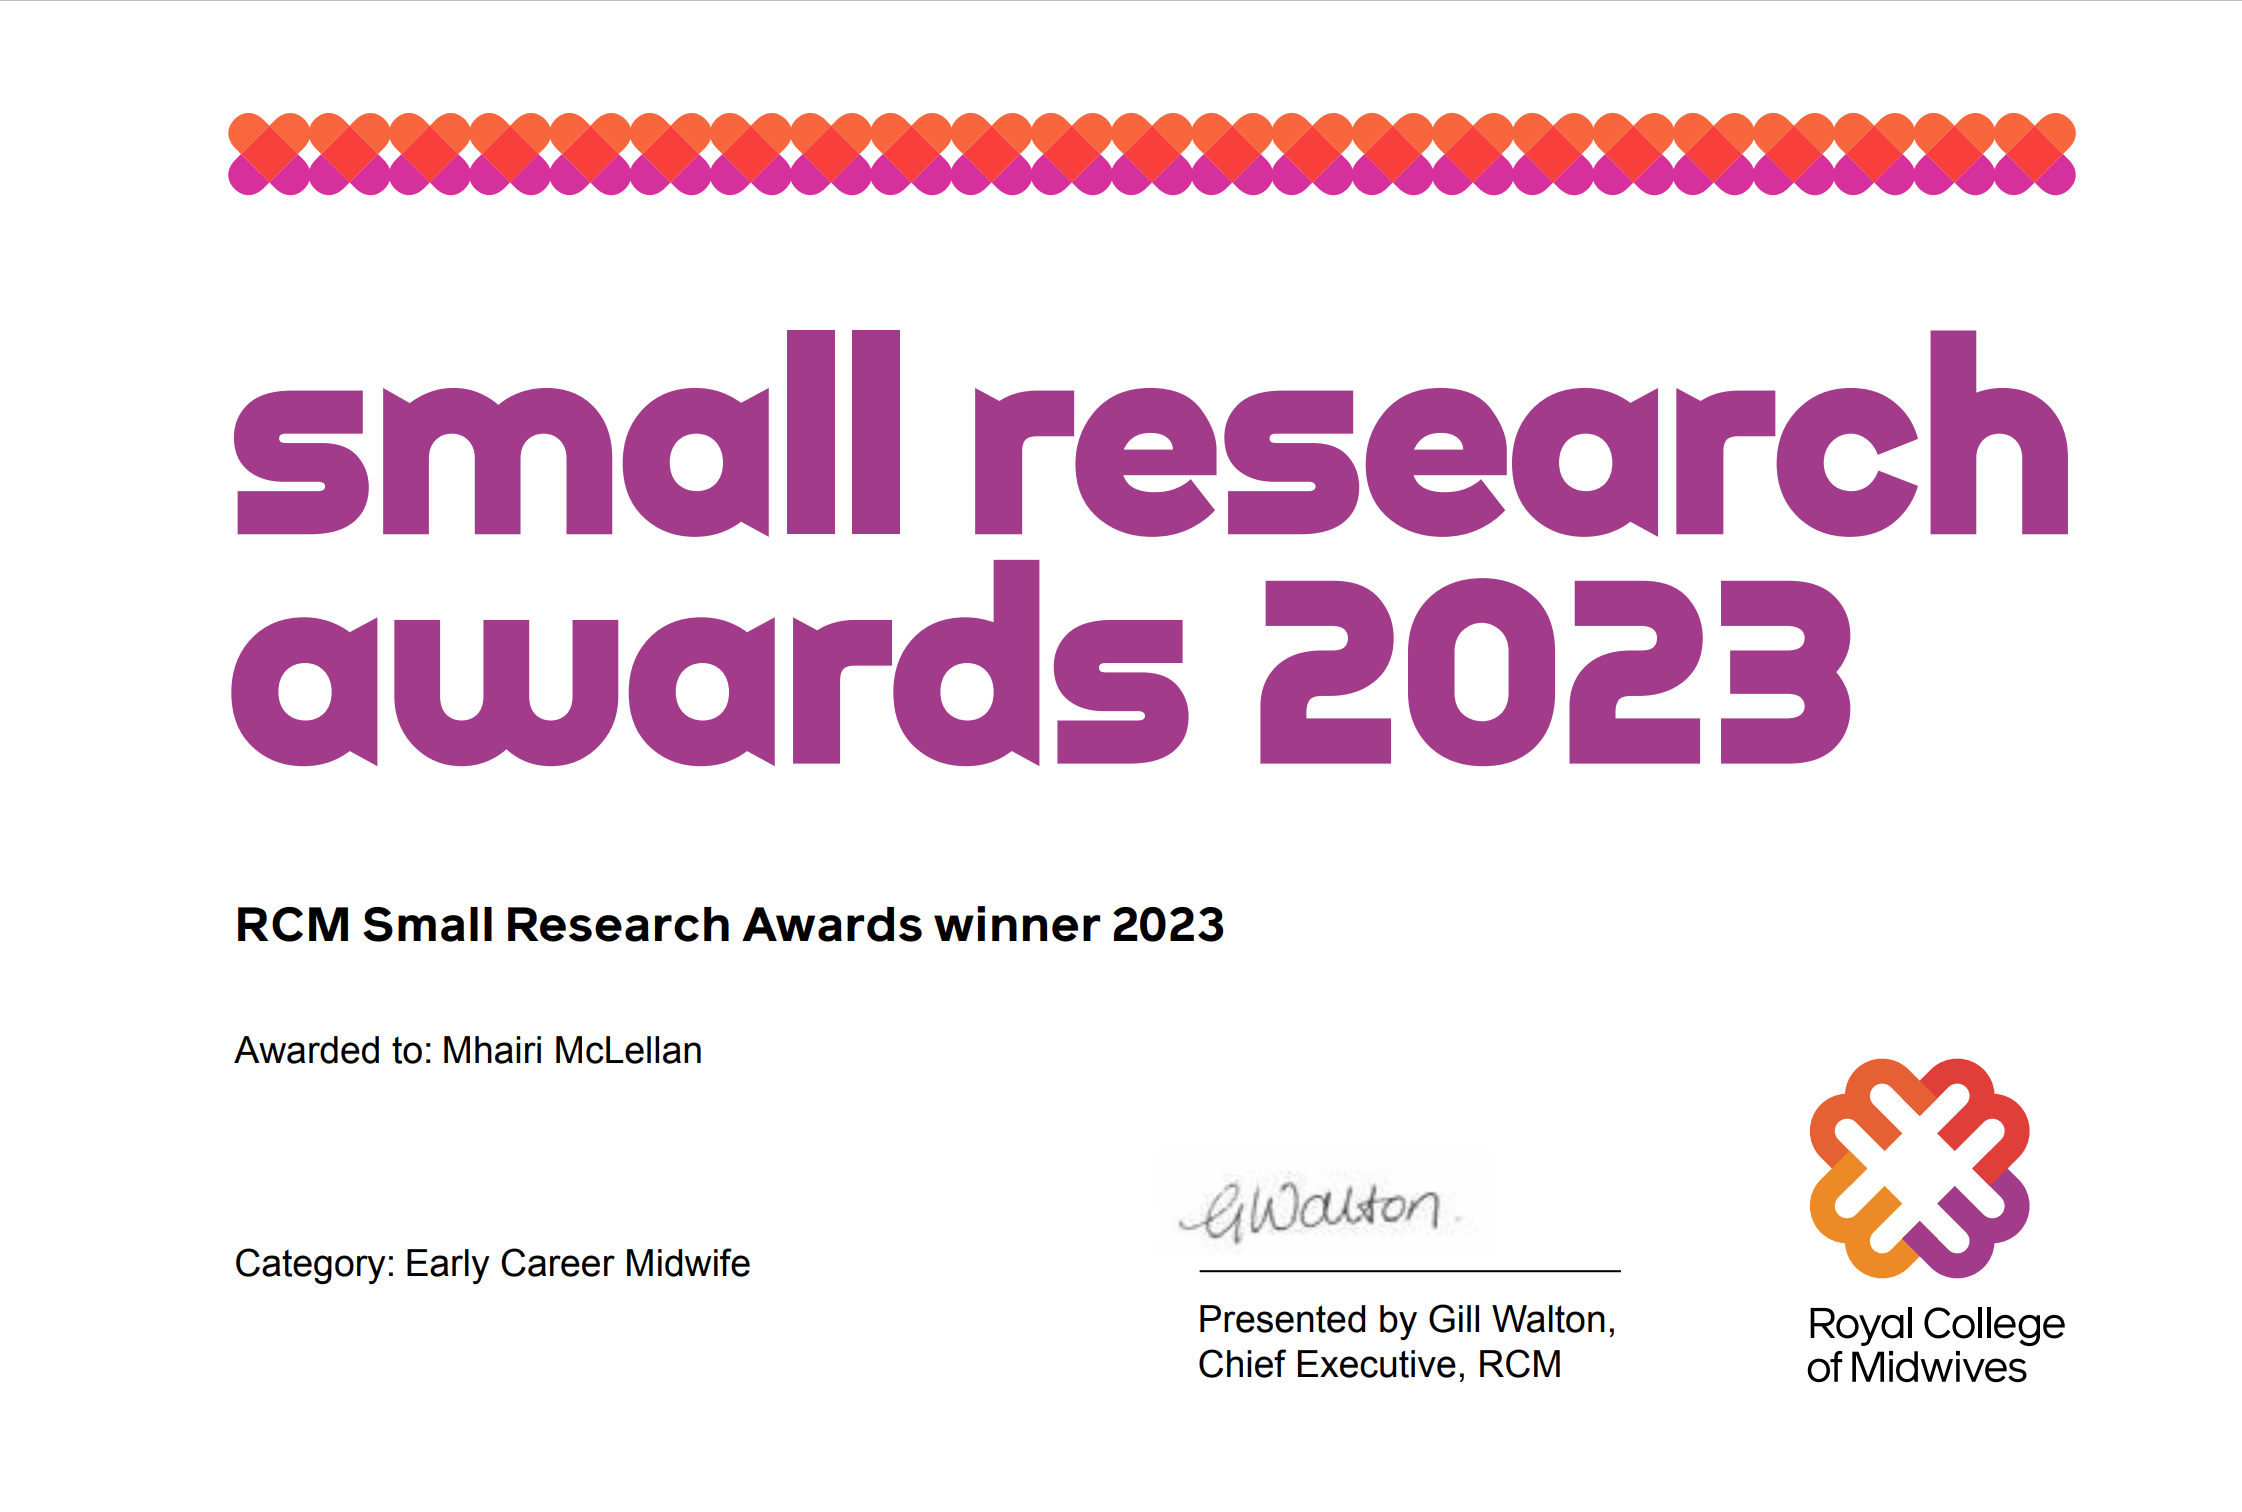 small research
awards 2023
RCM Small Research Awards winner 2023
Awarded to: Mhairi McLellan
Category: Early Career Midwife
GWalton.
Presented by Gill Walton,
Chief Executive, RCM
Royal College
of Midwives